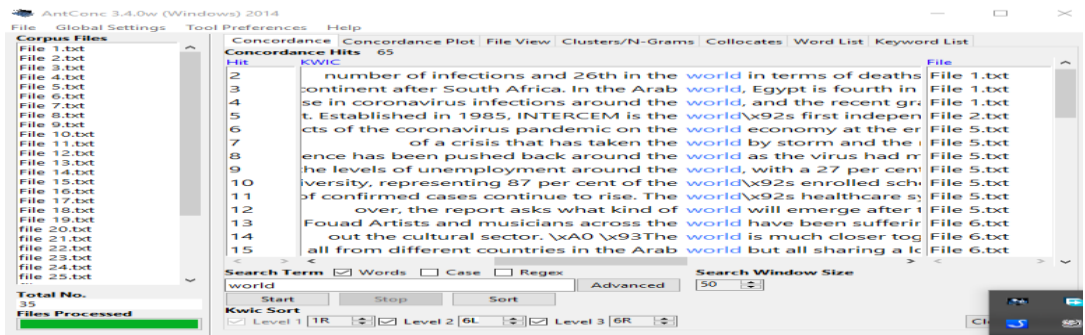 AntConc 3.4.0w (Windows) 2014
File Global Settings Tool Preferences Help
Corpus Files
File 1.txt
File 2.txt
File 3.txt
File 4.txt
File 5.txt
File 6.txt
File 7.txt
File 8.txt
File 9.txt
File 10.txt
File 11.txt
File 12.txt
File 13.txt
File 14.txt
File 15.txt
File 16.txt
File 17.txt
File 18.txt
File 19.txt
file 20.txt
file 21.txt
file 22.txt
file 23.txt
file 24.txt
file 25.txt
Total No.
35
Files Processed
Concordance Concordance Plot File View Clusters/N-Grams Collocates Word List Keyword List
Concordance Hits 65
Hit KWIC File
2 number of infections and 26th in the world in terms of deaths File 1.txt
3 continent after South Africa. In the Arab world, Egypt is fourth in File 1.txt
4 se in coronavirus infections around the world, and the recent gra File 1.txt
5 t. Established in 1985, INTERCEM is the world\x92s first indepen File 2.txt
6 cts of the coronavirus pandemic on the world economy at the er File 5.txt
7 of a crisis that has taken the world by storm and the File 5.txt
8 ence has been pushed back around the world as the virus had m File 5.txt
9 he levels of unemployment around the world, with a 27 per cent File 5.txt
10 iversity, representing 87 per cent of the world\x92s enrolled scho File 5.txt
11 of confirmed cases continue to rise. The world\x92s healthcare sy File 5.txt
12 over, the report asks what kind of world will emerge after t File 5.txt
13 Fouad Artists and musicians across the world have been sufferin File 6.txt
14 out the cultural sector. \xA0 \x93The world is much closer tog File 6.txt
15 all from different countries in the Arab world but all sharing a lo File 6.txt
Search Term Words Case Regex Search Window Size
world Advanced 50
Start Stop Sort
Kwic Sort
Level 1 1R Level 2 6L Level 3 6R Cl